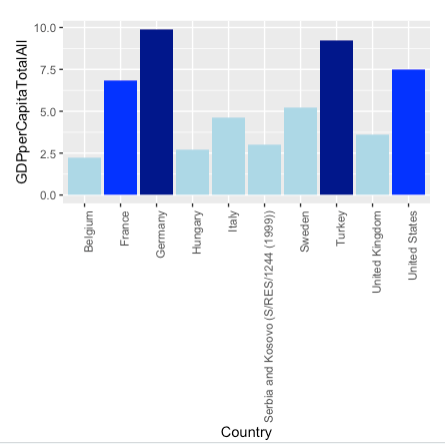 GDPperCapitaTotalAll
10.0
7.5
5.0
2.5
0.0
Belgium
France
Germany
Hungary
Italy
Serbia and Kosovo (S/RES/1244 (1999))
Sweden
Turkey
United Kingdom
United States
Country